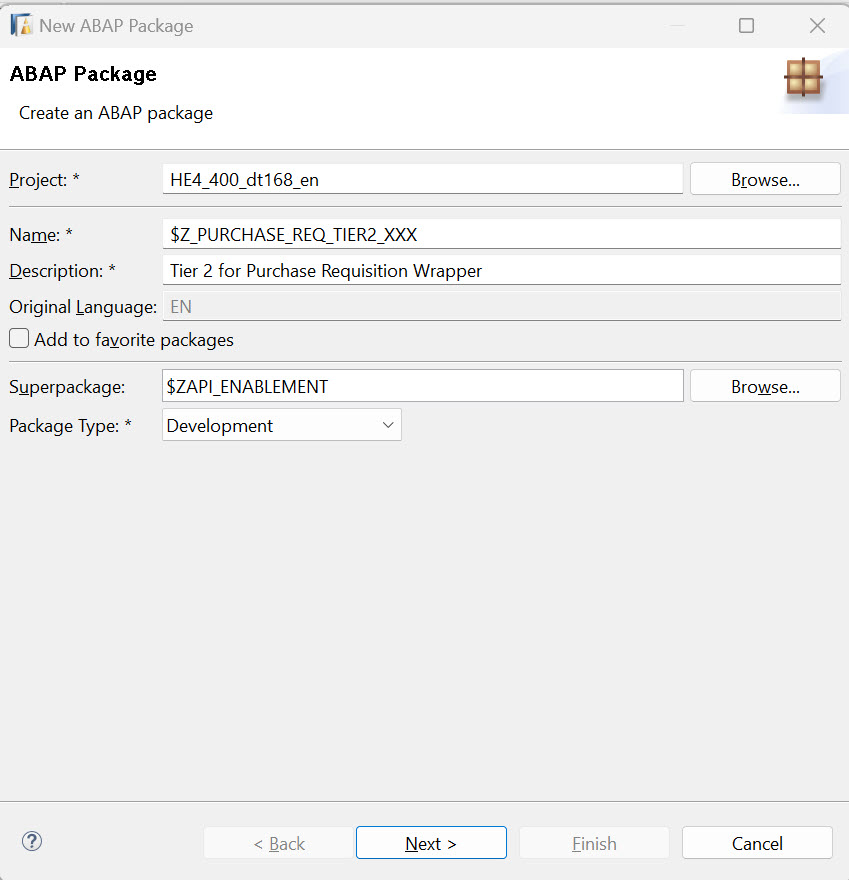 New ABAP Package
ABAP Package
Create an ABAP package
Project: * HE4_400_dt168_en Browse...
Name: * $Z_PURCHASE_REQ_TIER2_XXX
Description: * Tier 2 for Purchase Requisition Wrapper
Original Language: EN
Add to favorite packages
Superpackage: $ZAPI_ENABLEMENT Browse...
Package Type: * Development
? < Back Next > Finish Cancel